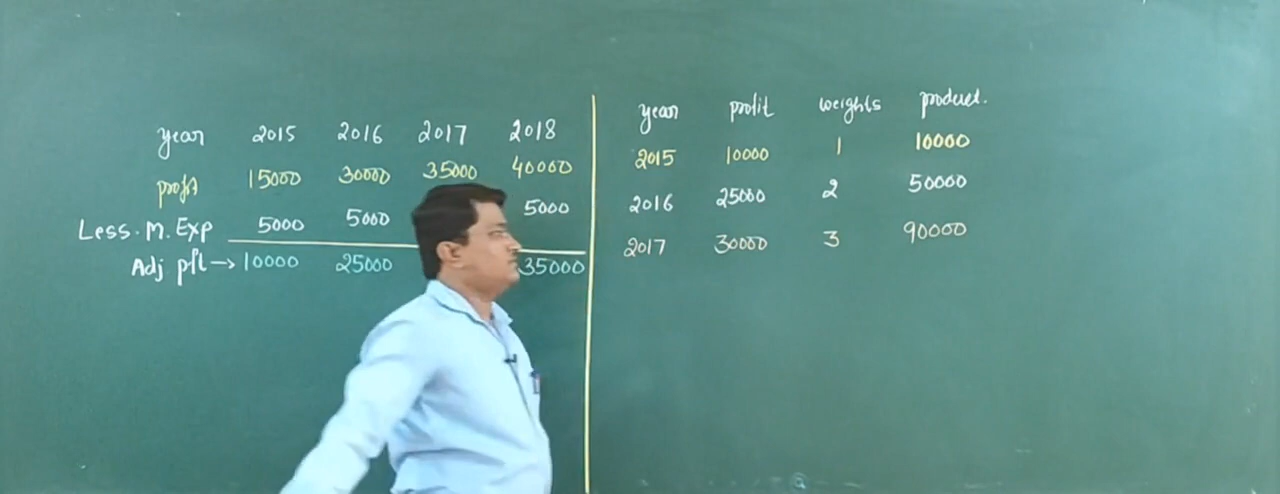 year 2015 2016 2017 2018
profit 15000 30000 35000 40000
Less. M. Exp 5000 5000 5000
Adj pft → 10000 25000 35000
year profit weights product.
2015 10000 1 10000
2016 25000 2 50000
2017 30000 3 90000